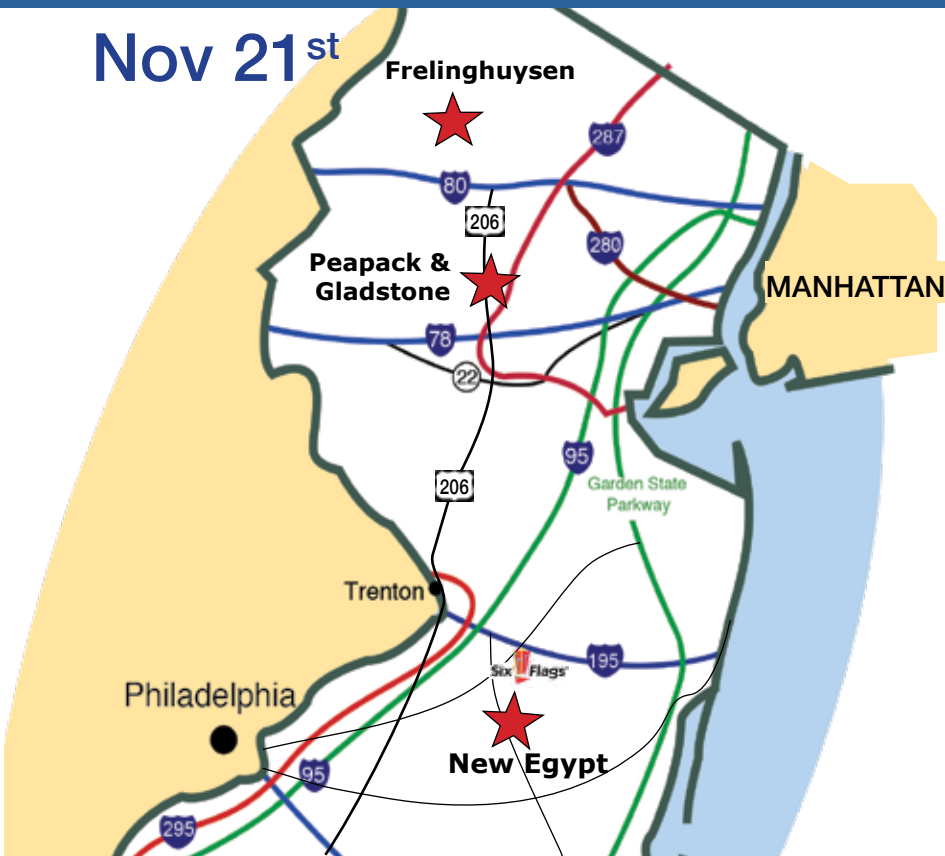 Nov 21st
Frelinghuysen
287
80
206
280
Peapack &
Gladstone
MANHATTAN
78
22
95
206
Garden State
Parkway
Trenton
Six Flags
195
Philadelphia
New Egypt
95
295